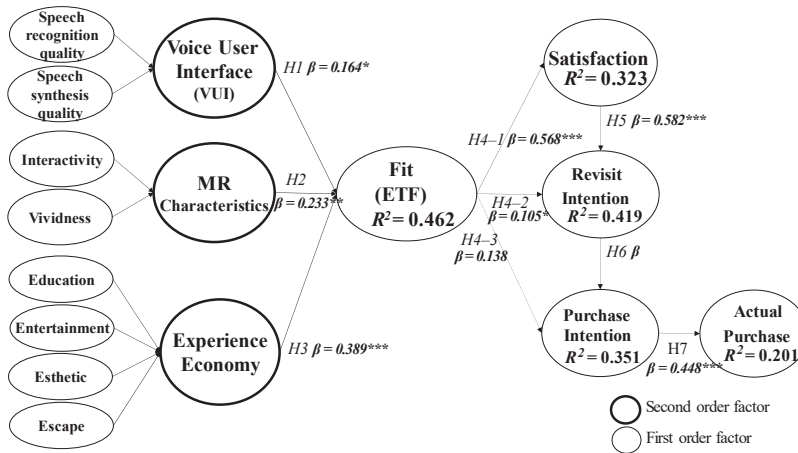 Speech
recognition
quality
Speech
synthesis
quality
Interactivity
Vividness
Education
Entertainment
Esthetic
Escape
Voice User
Interface
(VUI)
MR
Characteristics
Experience
Economy
H1 β = 0.164*
H2
β = 0.233**
H3 β = 0.389***
Fit
(ETF)
R² = 0.462
H4–1 β = 0.568***
H4–2
β = 0.105*
H4–3
β = 0.138
Satisfaction
R² = 0.323
H5 β = 0.582***
Revisit
Intention
R² = 0.419
H6 β
Purchase
Intention
R² = 0.351
H7
β = 0.448***
Actual
Purchase
R² = 0.201
Second order factor
First order factor